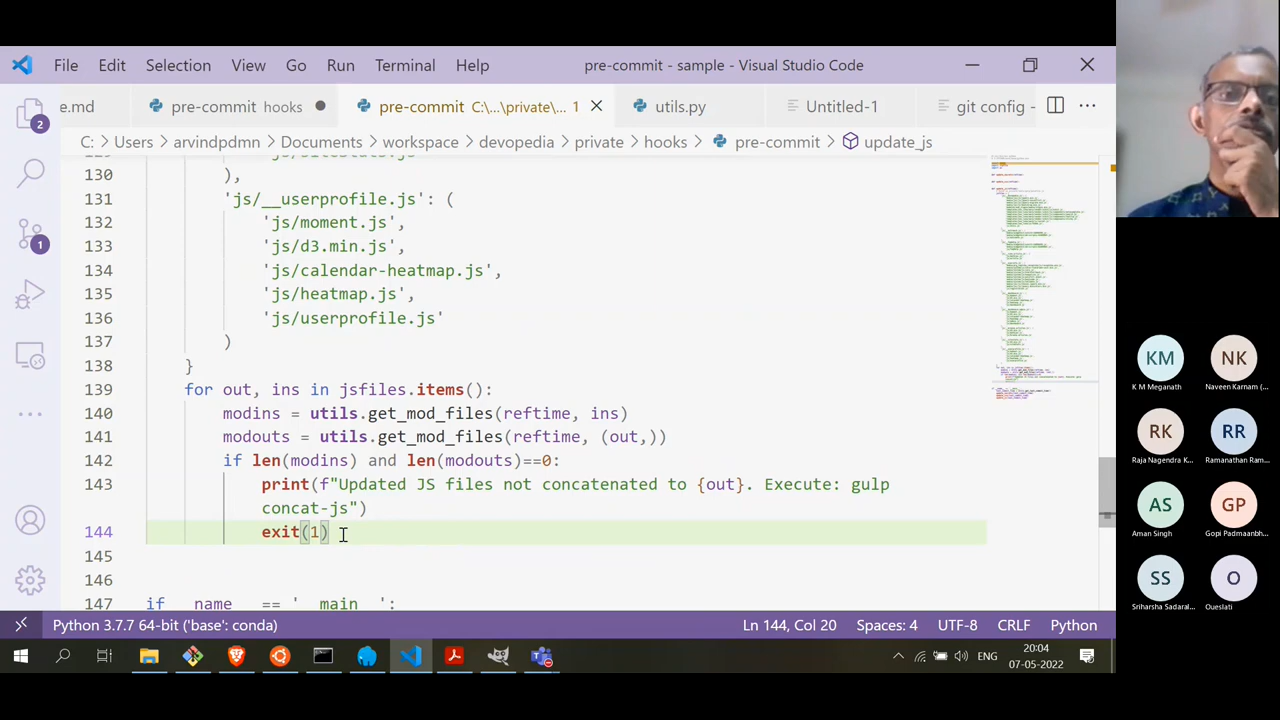 File Edit Selection View Go Run Terminal Help pre-commit - sample - Visual Studio Code
e.md pre-commit hooks pre-commit C:\...\private\... 1 utils.py Untitled-1 git config -
C: > Users > arvindpdmn > Documents > workspace > devopedia > private > hooks > pre-commit > update_js
130 ),
131 'js/__userprofile.js': (
132 'js/gament.js',
133 'js/d3.min.js',
134 'js/calendar-heatmap.js',
135 'js/heatmap.js',
136 'js/userprofile.js'
137 )
138 }
139 for out, ins in files.items():
140 modins = utils.get_mod_files(reftime, ins)
141 modouts = utils.get_mod_files(reftime, (out,))
142 if len(modins) and len(modouts)==0:
143 print(f"Updated JS files not concatenated to {out}. Execute: gulp
concat-js")
144 exit(1)
145
146
147 if __name__ == '__main__':
2
1
Python 3.7.7 64-bit ('base': conda) Ln 144, Col 20 Spaces: 4 UTF-8 CRLF Python
ENG
20:04
07-05-2022
KM NK
K M Meganath Naveen Karnam (...
RK RR
Raja Nagendra K... Ramanathan Ram...
AS GP
Aman Singh Gopi Padmaanbh...
SS O
Sriharsha Sadaral... Oueslati